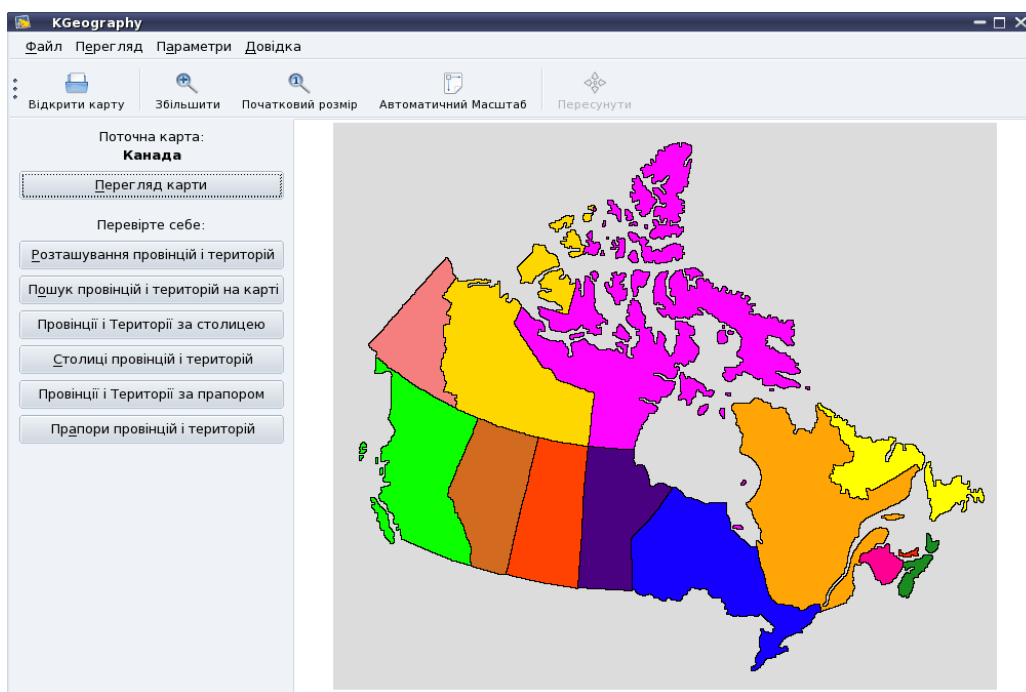 KGeography
Файл Перегляд Параметри Довідка
Відкрити карту Збільшити Початковий розмір Автоматичний Масштаб Пересунути
Поточна карта:
Канада
Перегляд карти
Перевірте себе:
Розташування провінцій і територій
Пошук провінцій і територій на карті
Провінції і Території за столицею
Столиці провінцій і територій
Провінції і Території за прапором
Прапори провінцій і територій